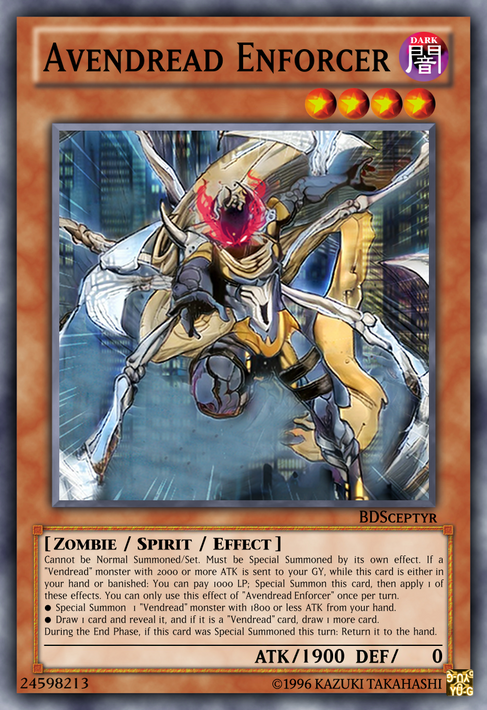 AVENDREAD ENFORCER
DARK
闇
BDSCEPTYR
[ ZOMBIE / SPIRIT / EFFECT ]
Cannot be Normal Summoned/Set. Must be Special Summoned by its own effect. If a
"Vendread" monster with 2000 or more ATK is sent to your GY, while this card is either in
your hand or banished: You can pay 1000 LP; Special Summon this card, then apply 1 of
these effects. You can only use this effect of "Avendread Enforcer" once per turn.
● Special Summon 1 "Vendread" monster with 1800 or less ATK from your hand.
● Draw 1 card and reveal it, and if it is a "Vendread" card, draw 1 more card.
During the End Phase, if this card was Special Summoned this turn: Return it to the hand.
ATK/1900 DEF/ 0
24598213
©1996 KAZUKI TAKAHASHI